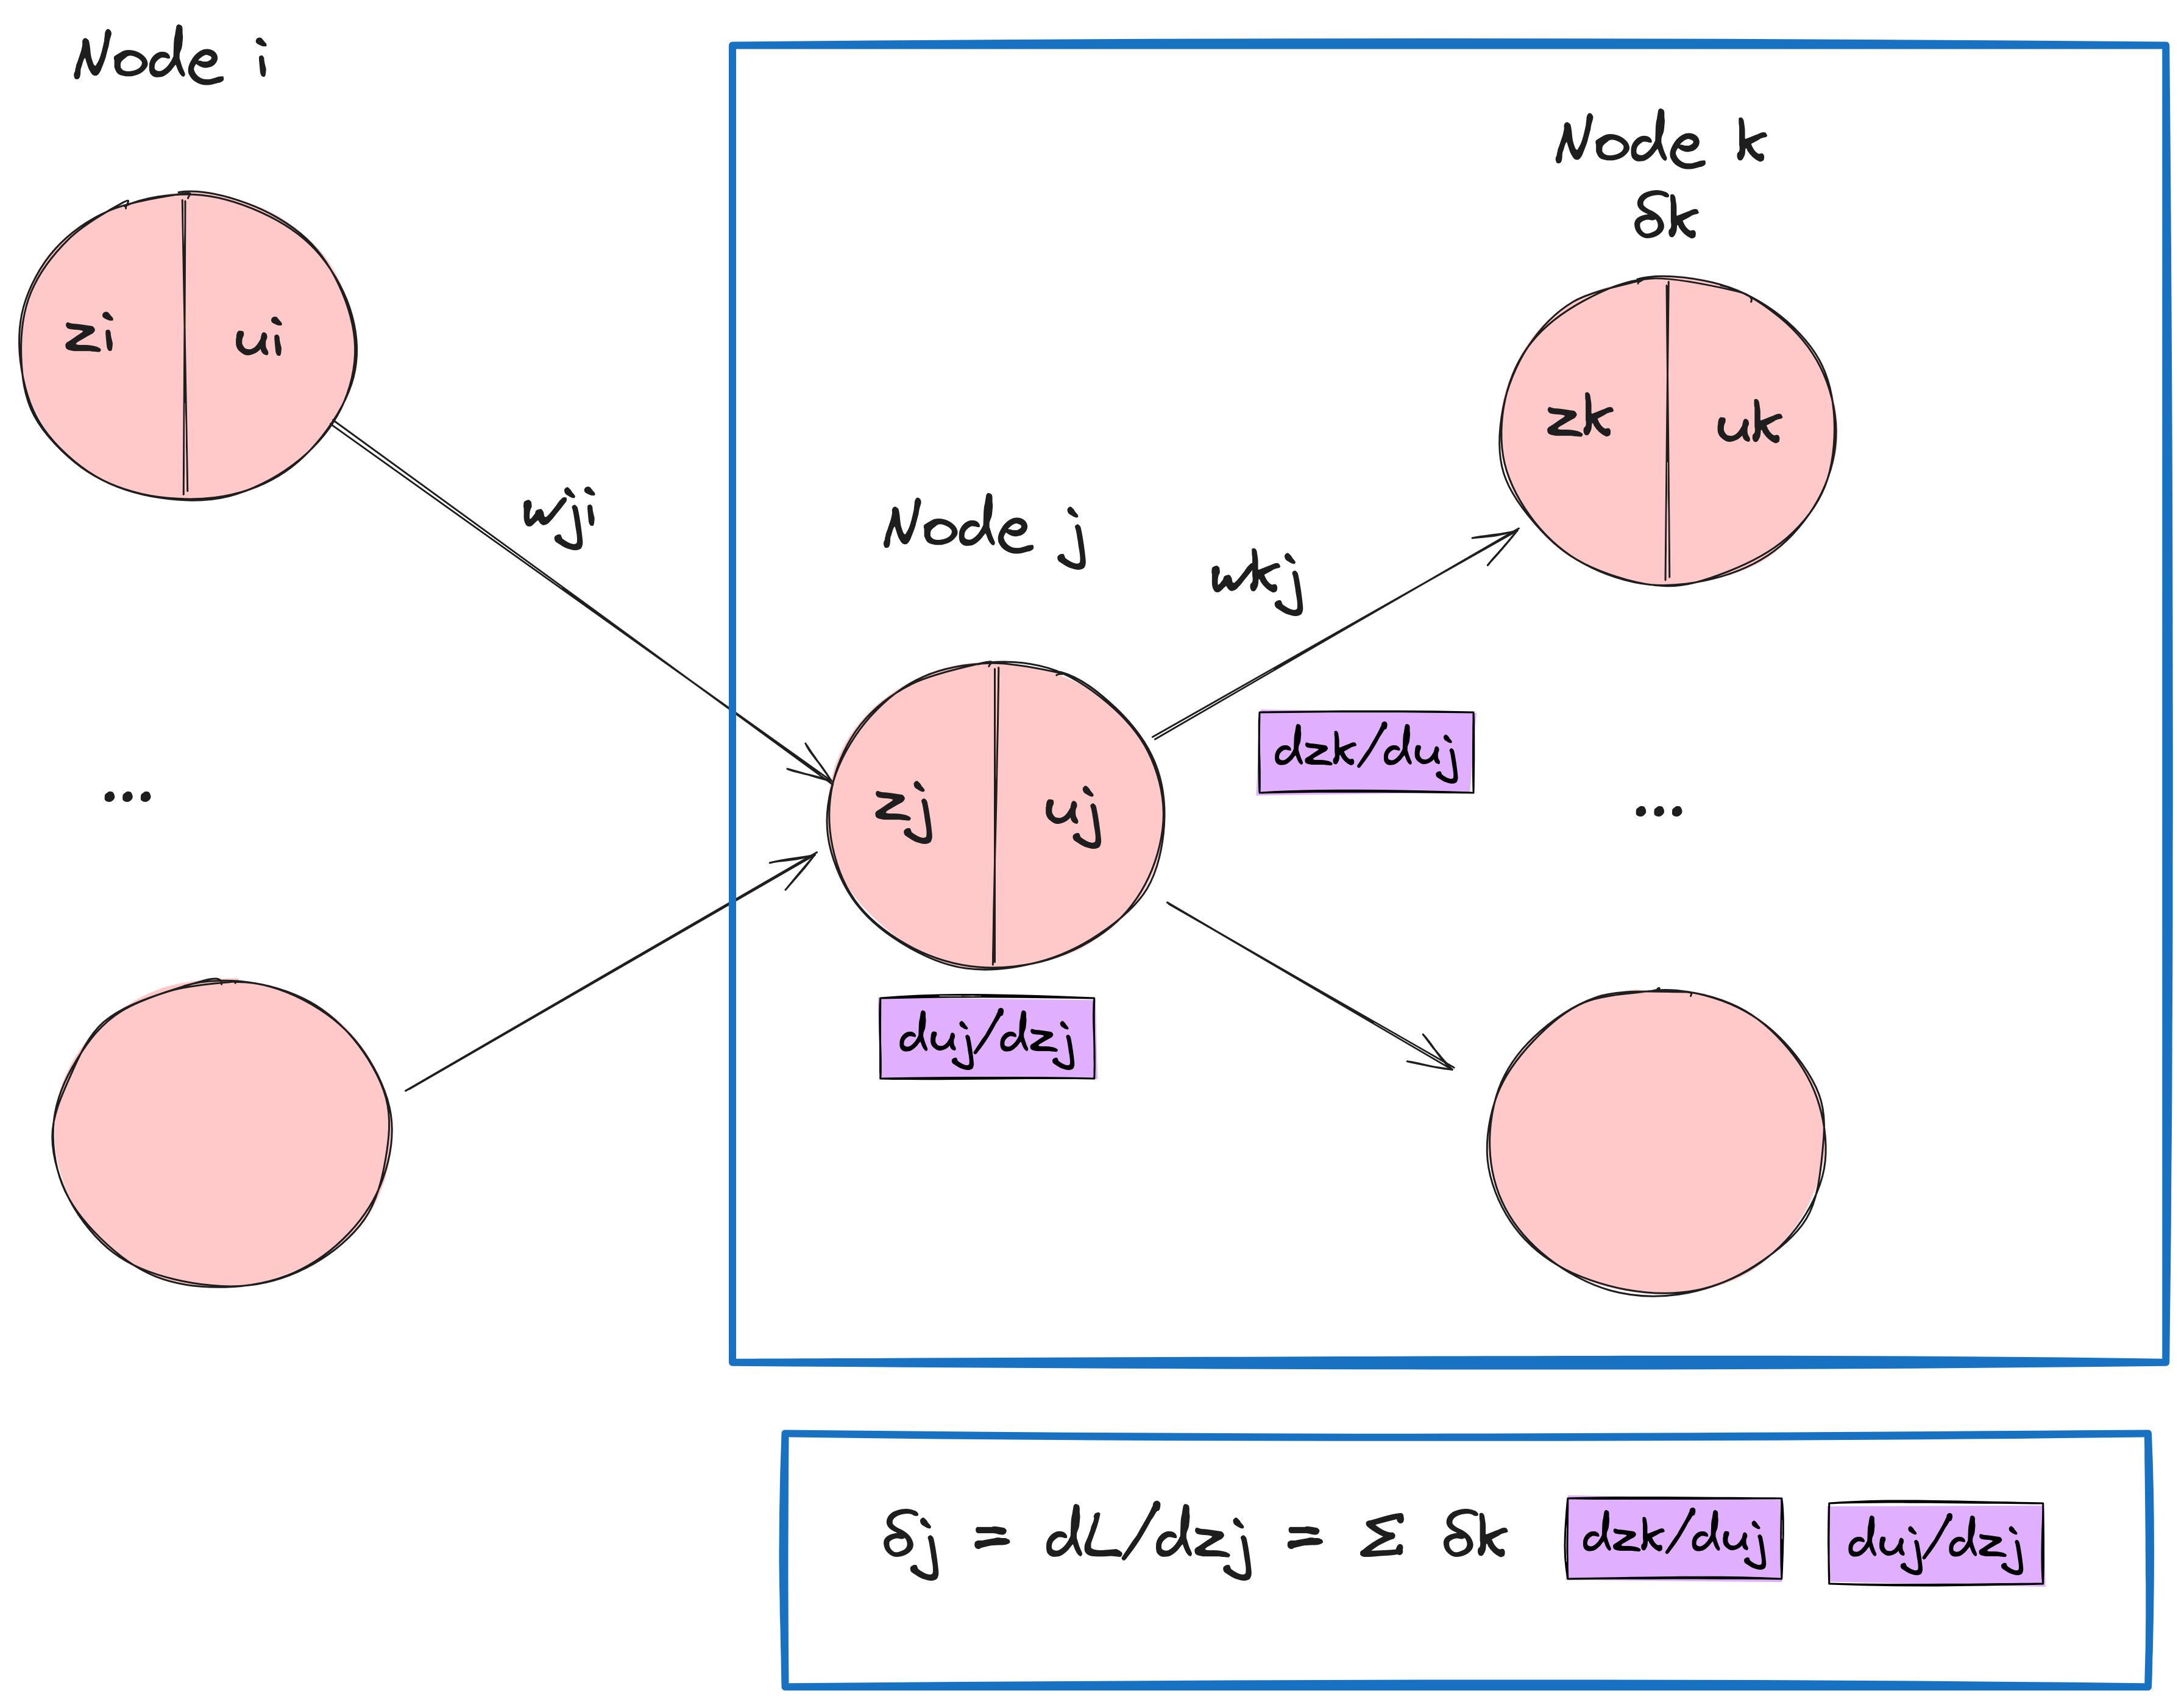 Node i
Node k
δk
zi
ui
zk
uk
wji
Node j
wkj
dzk/duj
...
...
zj
uj
duj/dzj
δj = dL/dzj = Σ δk dzk/duj duj/dzj